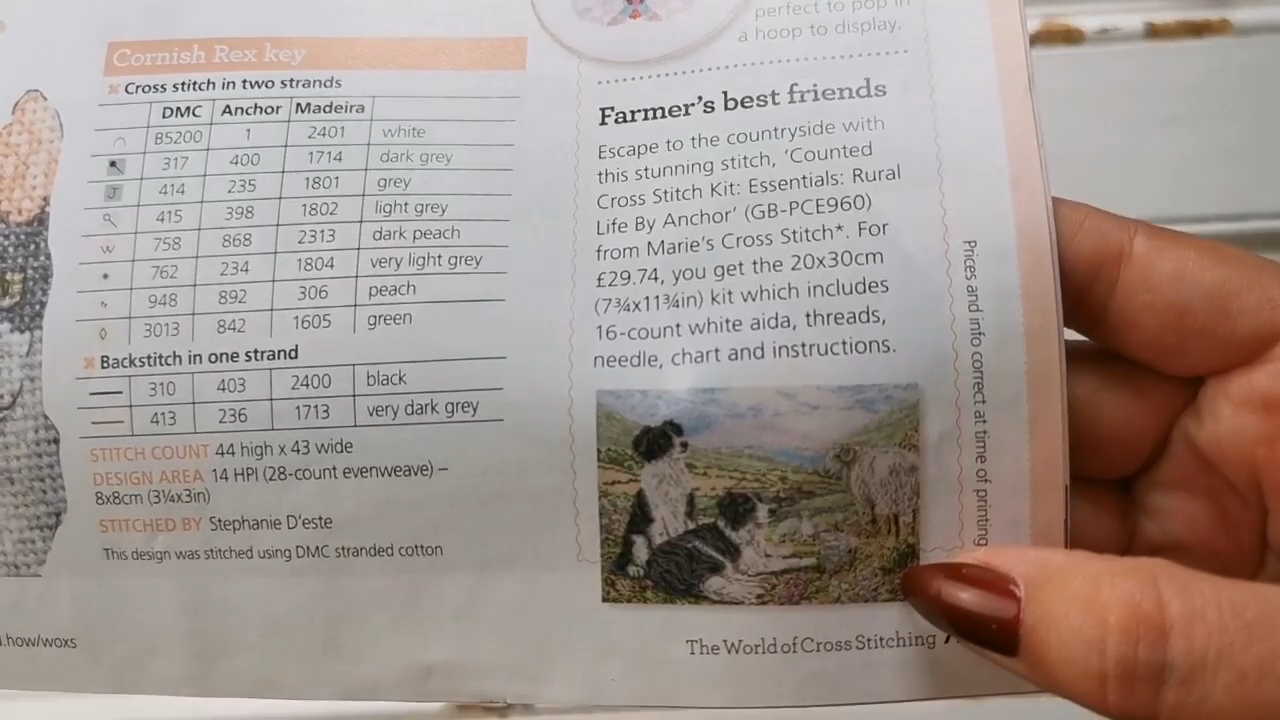 Cornish Rex key
Cross stitch in two strands
DMC Anchor Madeira
B5200 1 2401 white
317 400 1714 dark grey
J 414 235 1801 grey
415 398 1802 light grey
w 758 868 2313 dark peach
762 234 1804 very light grey
948 892 306 peach
3013 842 1605 green
Backstitch in one strand
310 403 2400 black
413 236 1713 very dark grey
STITCH COUNT 44 high x 43 wide
DESIGN AREA 14 HPI (28-count evenweave) –
8x8cm (3¼x3in)
STITCHED BY Stephanie D'este
This design was stitched using DMC stranded cotton
.how/woxs
perfect to pop in
a hoop to display.
Farmer's best friends
Escape to the countryside with
this stunning stitch, 'Counted
Cross Stitch Kit: Essentials: Rural
Life By Anchor' (GB-PCE960)
from Marie's Cross Stitch*. For
£29.74, you get the 20x30cm
(7¾x11¾in) kit which includes
16-count white aida, threads,
needle, chart and instructions.
Prices and info correct at time of printing
The World of Cross Stitching